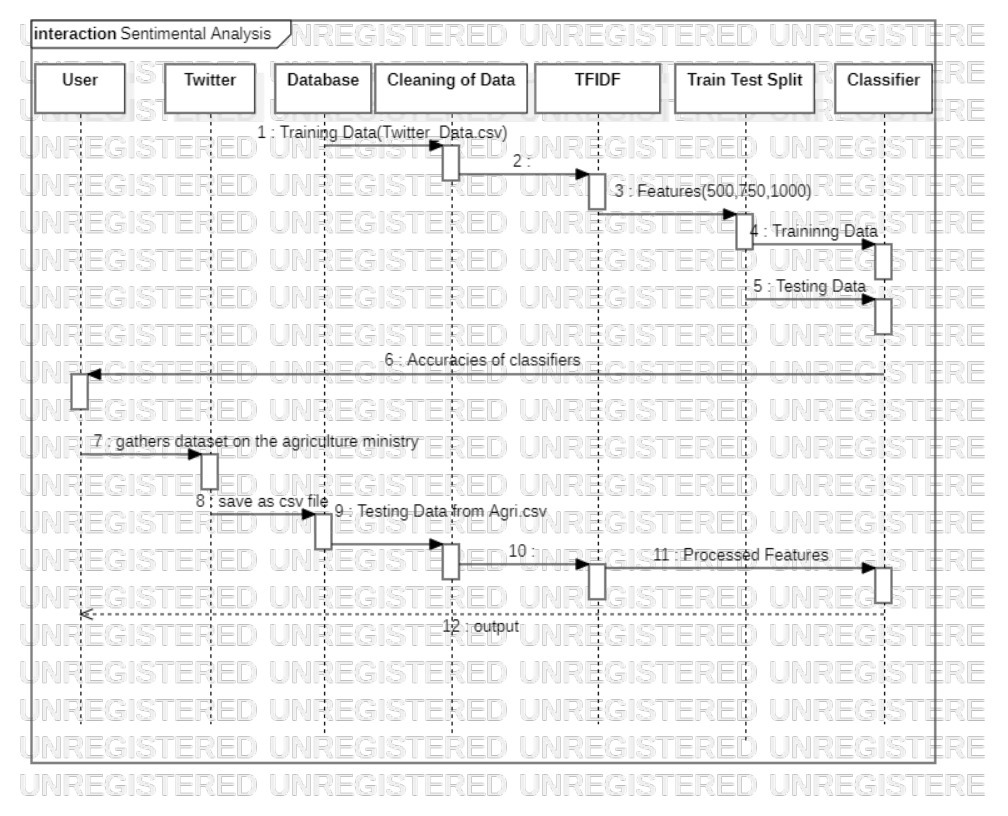 interaction Sentimental Analysis
User
Twitter
Database
Cleaning of Data
TFIDF
Train Test Split
Classifier
1 : Training Data(Twitter_Data.csv)
2 :
3 : Features(500,750,1000)
4 : Traininng Data
5 : Testing Data
6 : Accuracies of classifiers
7 : gathers dataset on the agriculture ministry
8 : save as csv file
9 : Testing Data from Agri.csv
10 :
11 : Processed Features
12 : output
UNREGISTERED UNREGISTERED UNREGISTERED UNREGISTERE